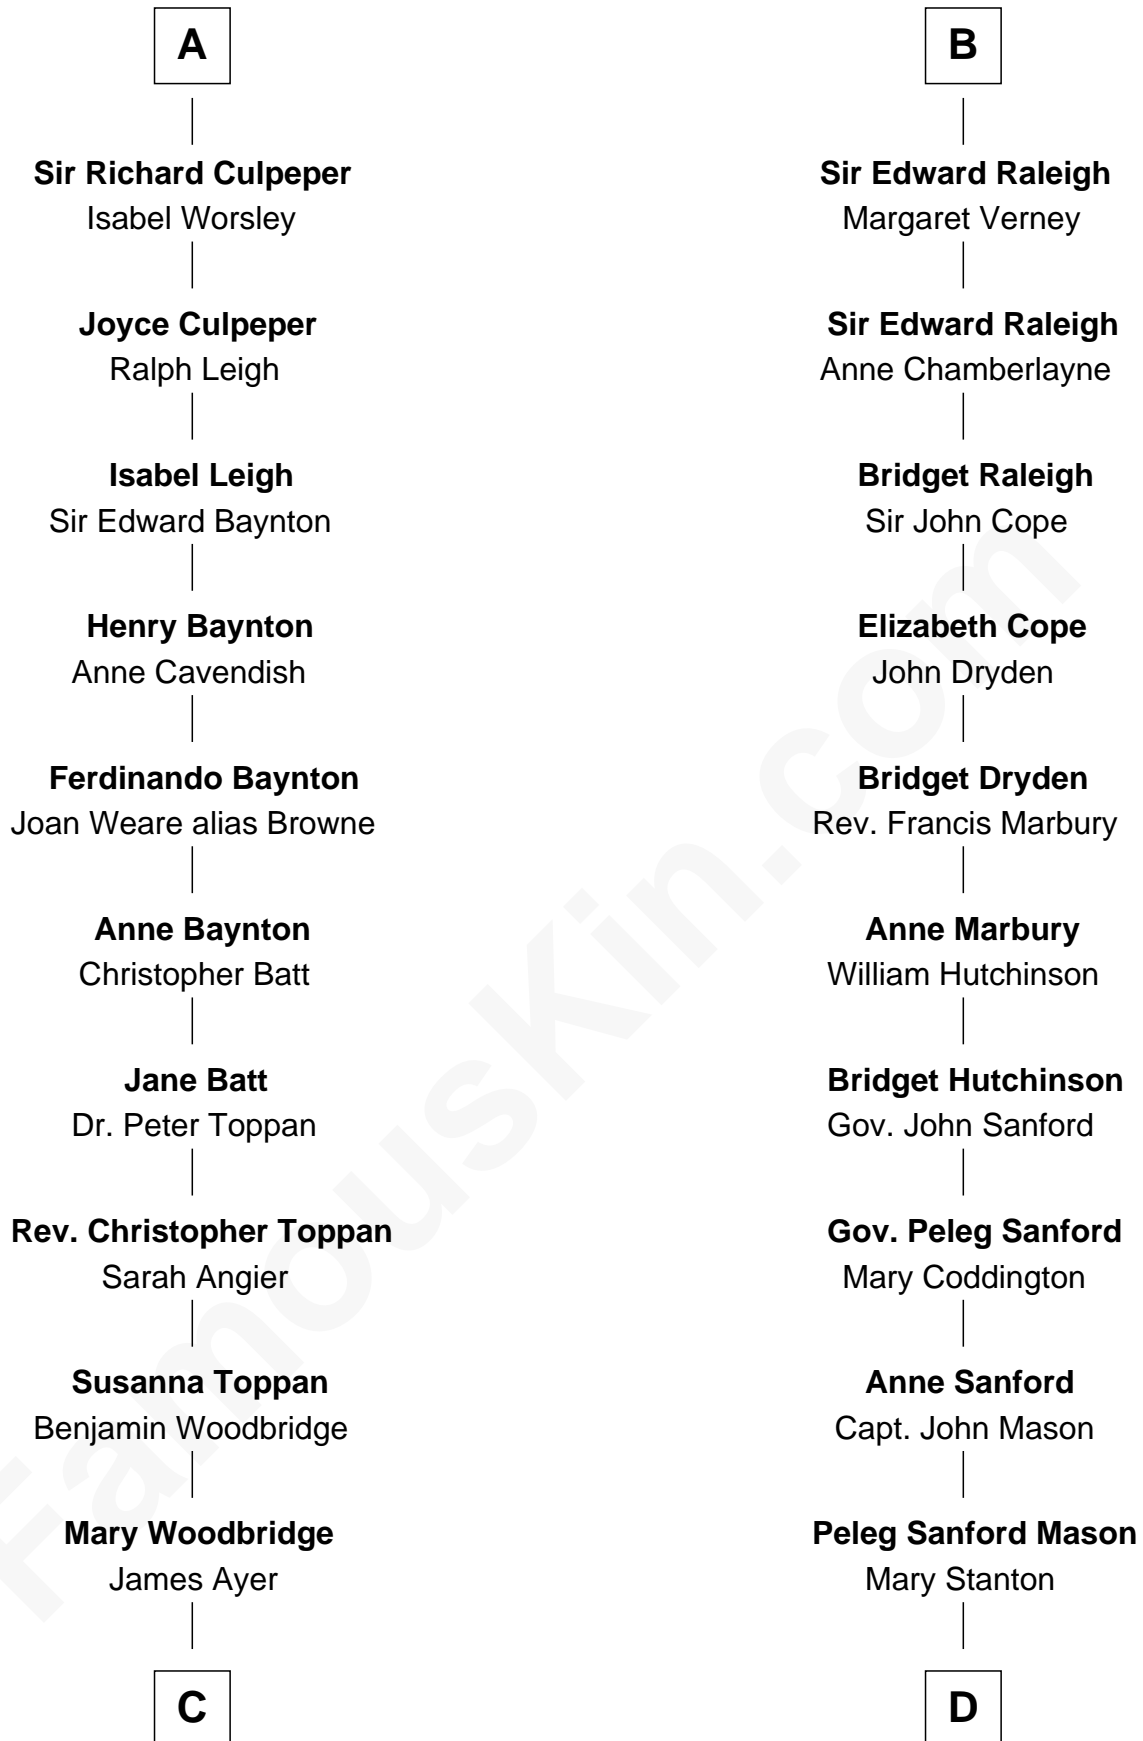 A
Sir Richard Culpeper
Isabel Worsley
Joyce Culpeper
Ralph Leigh
Isabel Leigh
Sir Edward Baynton
Henry Baynton
Anne Cavendish
Ferdinando Baynton
Joan Weare alias Browne
Anne Baynton
Christopher Batt
Jane Batt
Dr. Peter Toppan
Rev. Christopher Toppan
Sarah Angier
Susanna Toppan
Benjamin Woodbridge
Mary Woodbridge
James Ayer
C
B
Sir Edward Raleigh
Margaret Verney
Sir Edward Raleigh
Anne Chamberlayne
Bridget Raleigh
Sir John Cope
Elizabeth Cope
John Dryden
Bridget Dryden
Rev. Francis Marbury
Anne Marbury
William Hutchinson
Bridget Hutchinson
Gov. John Sanford
Gov. Peleg Sanford
Mary Coddington
Anne Sanford
Capt. John Mason
Peleg Sanford Mason
Mary Stanton
D
FamousKin.com